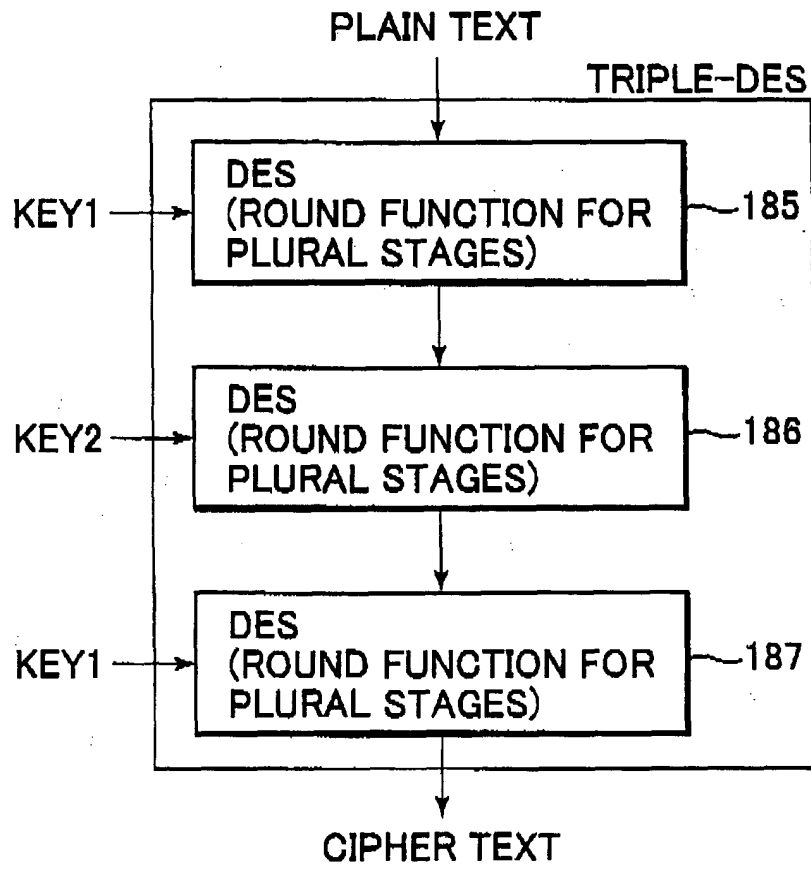 PLAIN TEXT
TRIPLE-DES
DES
(ROUND FUNCTION FOR
PLURAL STAGES)
KEY1
185
DES
(ROUND FUNCTION FOR
PLURAL STAGES)
KEY2
186
DES
(ROUND FUNCTION FOR
PLURAL STAGES)
KEY1
187
CIPHER TEXT